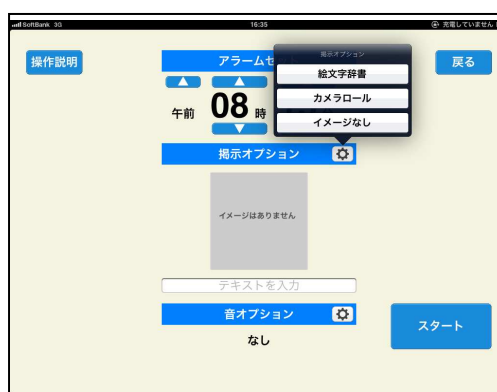 SoftBank 3G 16:35 充電していません
操作説明
アラームセ
戻る
掲示オプション
絵文字辞書
カメラロール
イメージなし
午前 08 時
掲示オプション
イメージはありません
テキストを入力
音オプション
なし
スタート